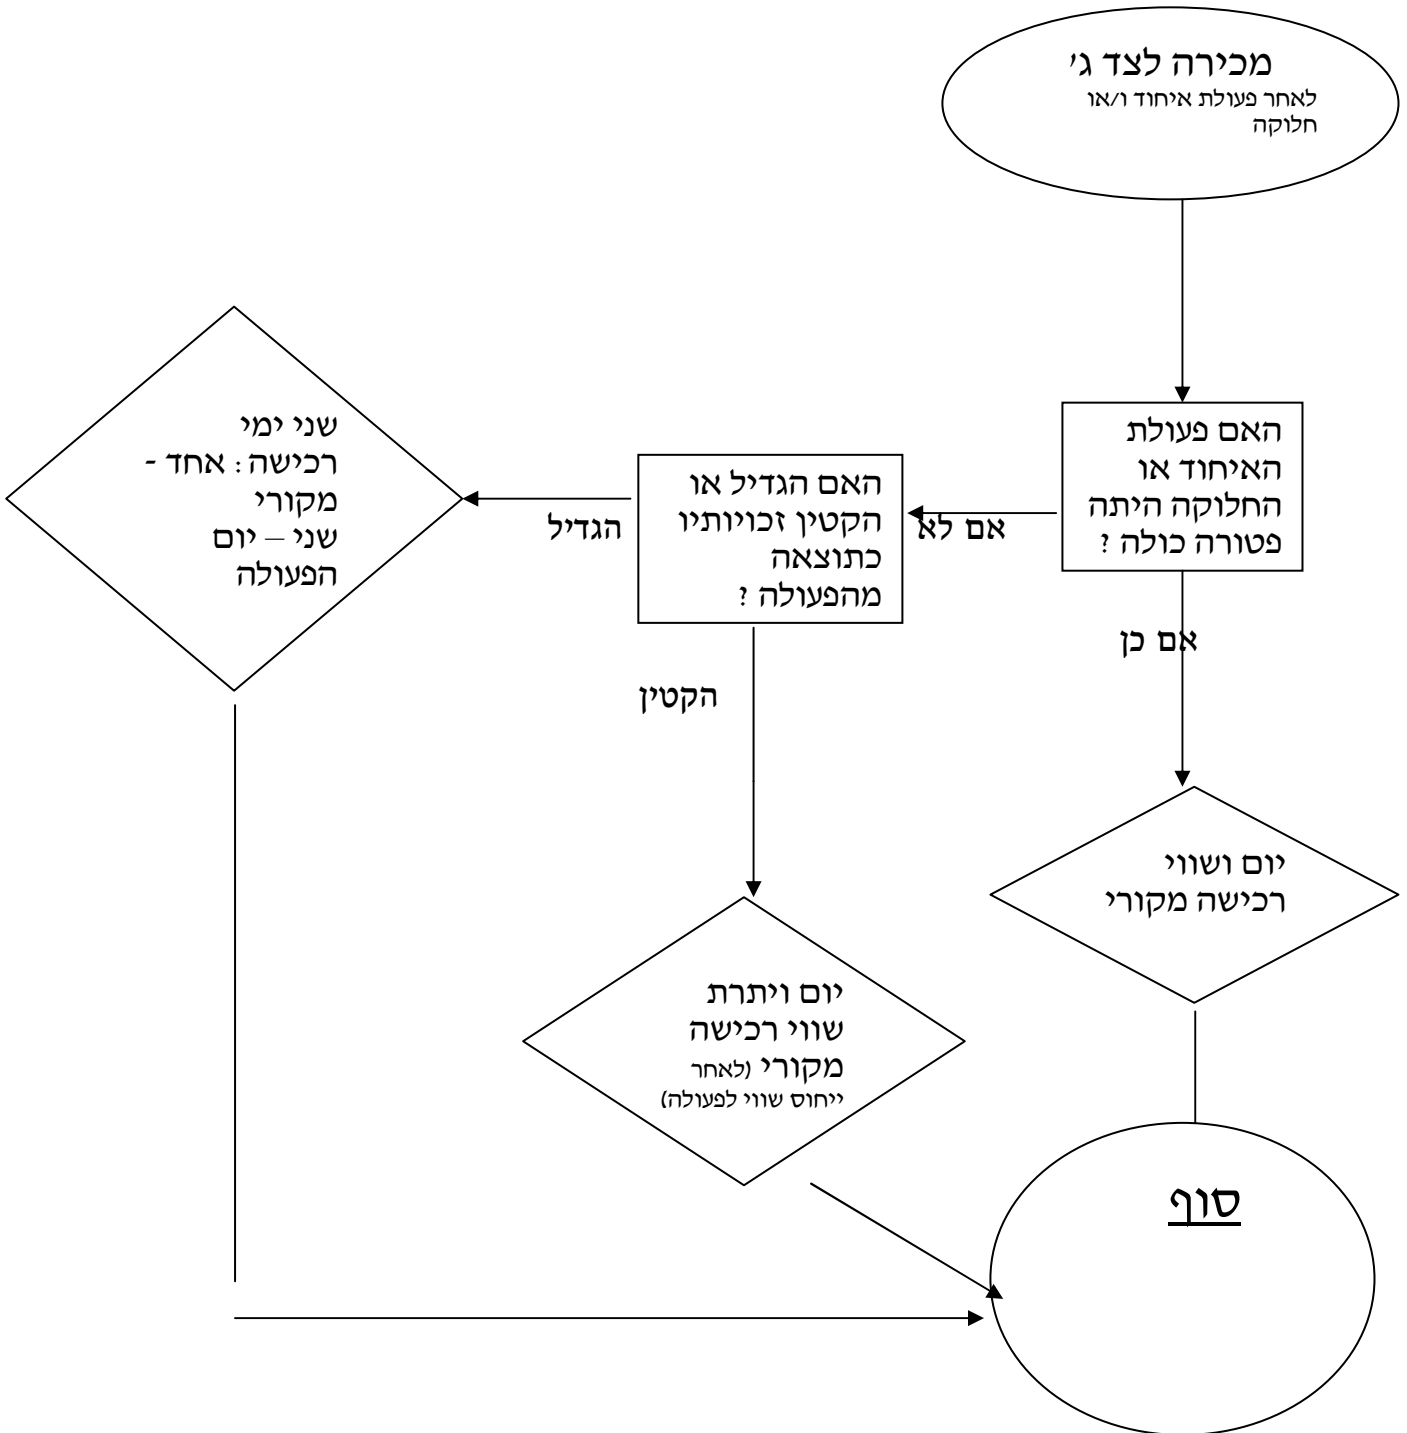 מכירה לצד ג'
לאחר פעולת איחוד ו/או
חלוקה
האם פעולת
האיחוד או
החלוקה היתה
פטורה כולה ?
אם לא
האם הגדיל או
הקטין זכויותיו
כתוצאה
מהפעולה ?
הגדיל
שני ימי
רכישה : אחד -
מקורי
שני – יום
הפעולה
אם כן
הקטין
יום ושווי
רכישה מקורי
יום ויתרת
שווי רכישה
מקורי (לאחר
ייחוס שווי לפעולה)
סוף